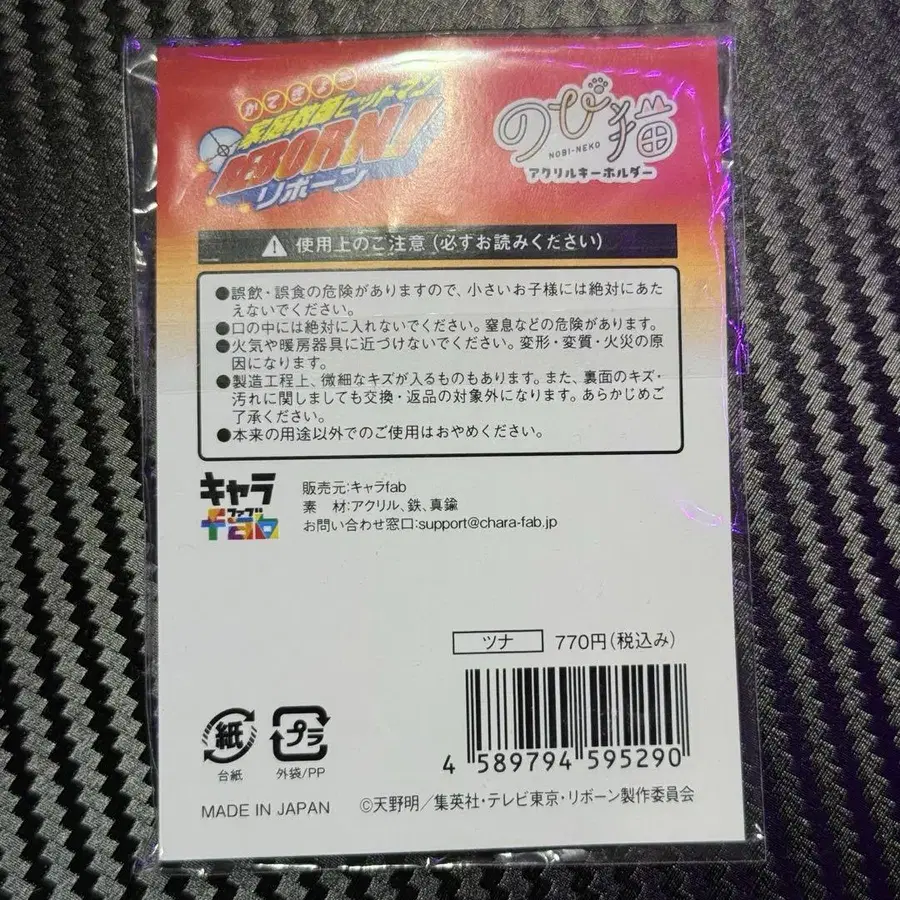 かてきょー
家庭教師ヒットマン
REBORN!
リボーン
のび猫
NOBI-NEKO
アクリルキーホルダー
使用上のご注意(必ずお読みください)
●誤飲・誤食の危険がありますので、小さいお子様には絶対にあた
えないでください。
●口の中には絶対に入れないでください。窒息などの危険があります。
●火気や暖房器具に近づけないでください。変形・変質・火災の原
因になります。
●製造工程上、微細なキズが入るものもあります。また、裏面のキズ・
汚れに関しましても交換・返品の対象外になります。あらかじめご
了承ください。
●本来の用途以外でのご使用はおやめください。
キャラ
ファブ
fab
販売元:キャラfab
素 材:アクリル、鉄、真鍮
お問い合わせ窓口:support@chara-fab.jp
ツナ 770円(税込み)
4 589794 595290
紙
プラ
台紙
外袋/PP
MADE IN JAPAN
©天野明/集英社・テレビ東京・リボーン製作委員会